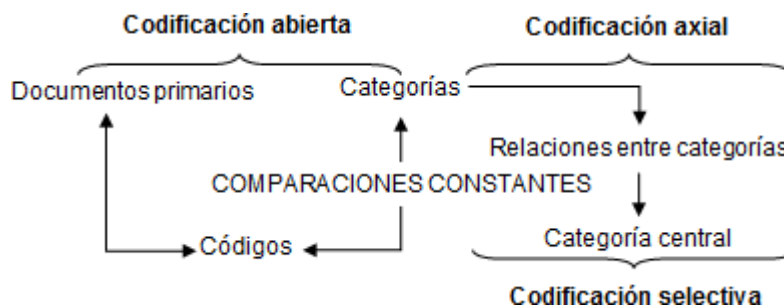 Codificación abierta
Codificación axial
Documentos primarios
Categorías
Relaciones entre categorías
COMPARACIONES CONSTANTES
Códigos
Categoría central
Codificación selectiva